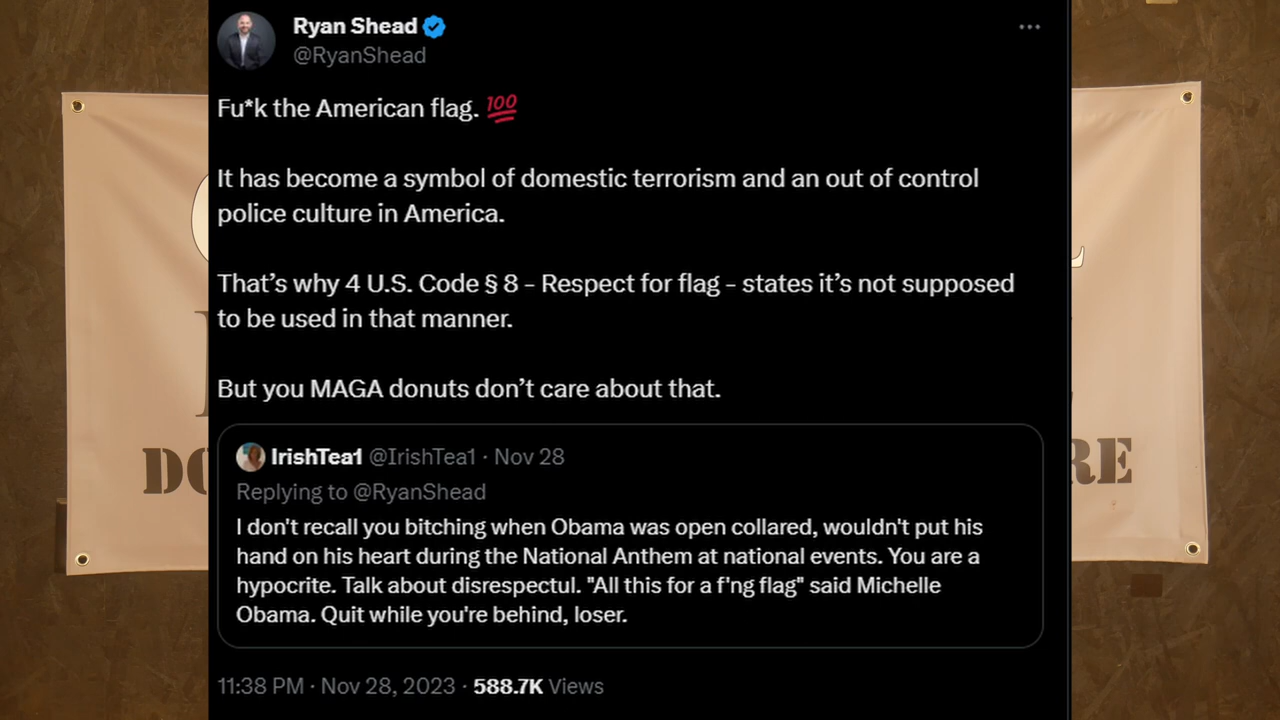 Ryan Shead
@RyanShead
Fu*k the American flag. 💯
It has become a symbol of domestic terrorism and an out of control
police culture in America.
That’s why 4 U.S. Code § 8 - Respect for flag - states it’s not supposed
to be used in that manner.
But you MAGA donuts don’t care about that.
IrishTea1 @IrishTea1 · Nov 28
Replying to @RyanShead
I don't recall you bitching when Obama was open collared, wouldn't put his
hand on his heart during the National Anthem at national events. You are a
hypocrite. Talk about disrespectul. "All this for a f'ng flag" said Michelle
Obama. Quit while you're behind, loser.
11:38 PM · Nov 28, 2023 · 588.7K Views